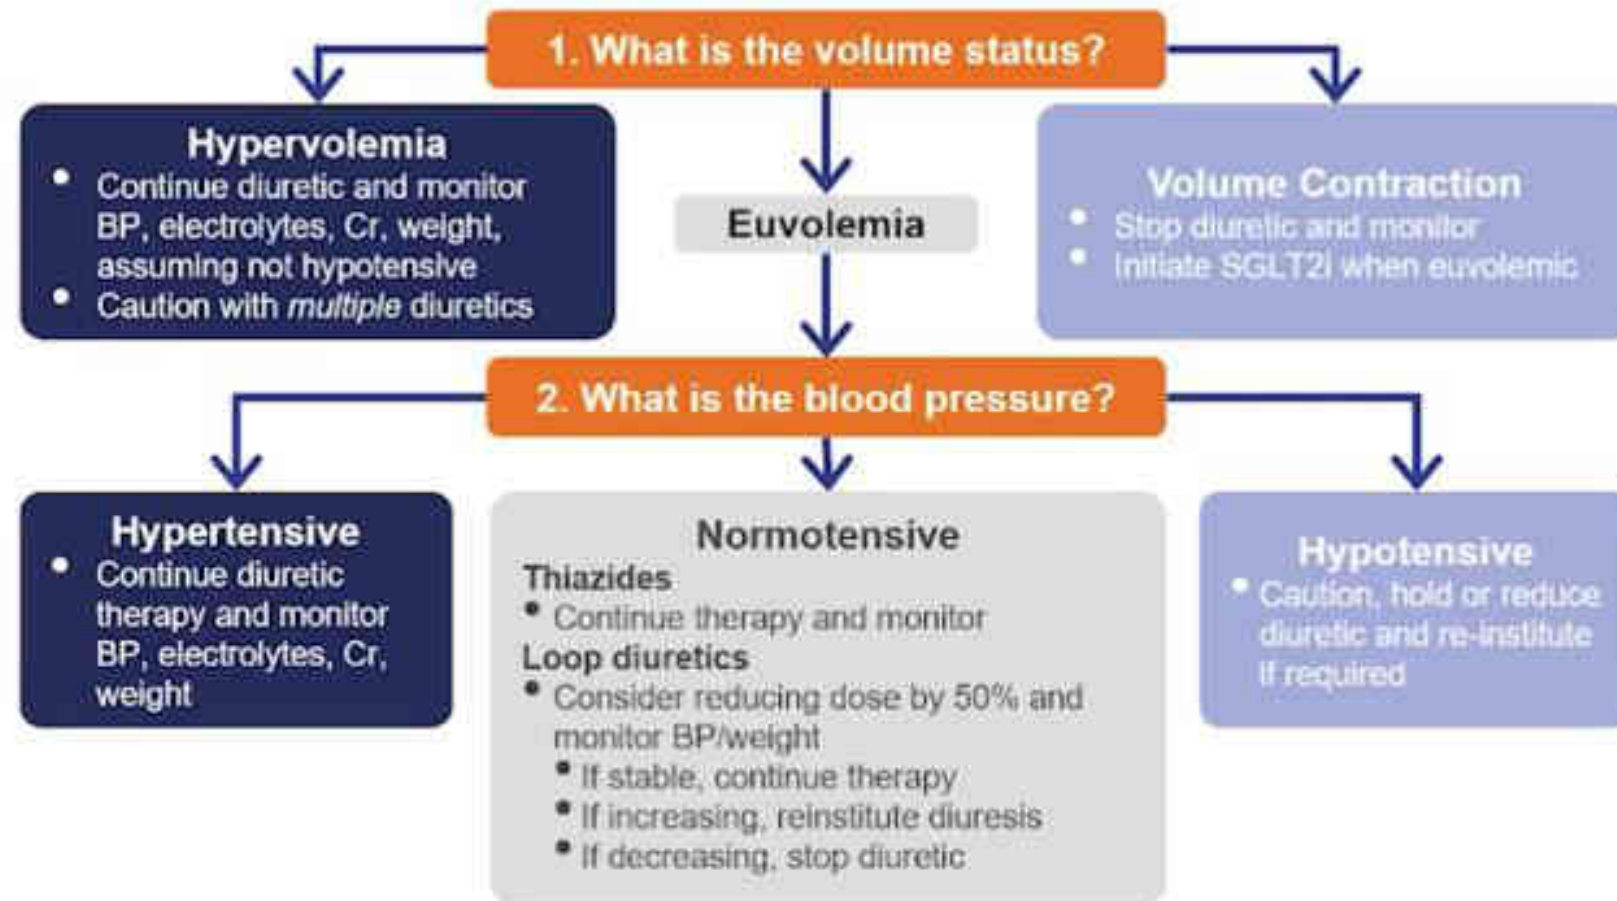 1. What is the volume status?
Hypervolemia
• Continue diuretic and monitor
BP, electrolytes, Cr, weight,
assuming not hypotensive
• Caution with multiple diuretics
Euvolemia
Volume Contraction
• Stop diuretic and monitor
• Initiate SGLT2i when euvolemic
2. What is the blood pressure?
Hypertensive
• Continue diuretic
therapy and monitor
BP, electrolytes, Cr,
weight
Normotensive
Thiazides
• Continue therapy and monitor
Loop diuretics
• Consider reducing dose by 50% and
monitor BP/weight
• If stable, continue therapy
• If increasing, reinstitute diuresis
• If decreasing, stop diuretic
Hypotensive
• Caution, hold or reduce
diuretic and re-institute
if required